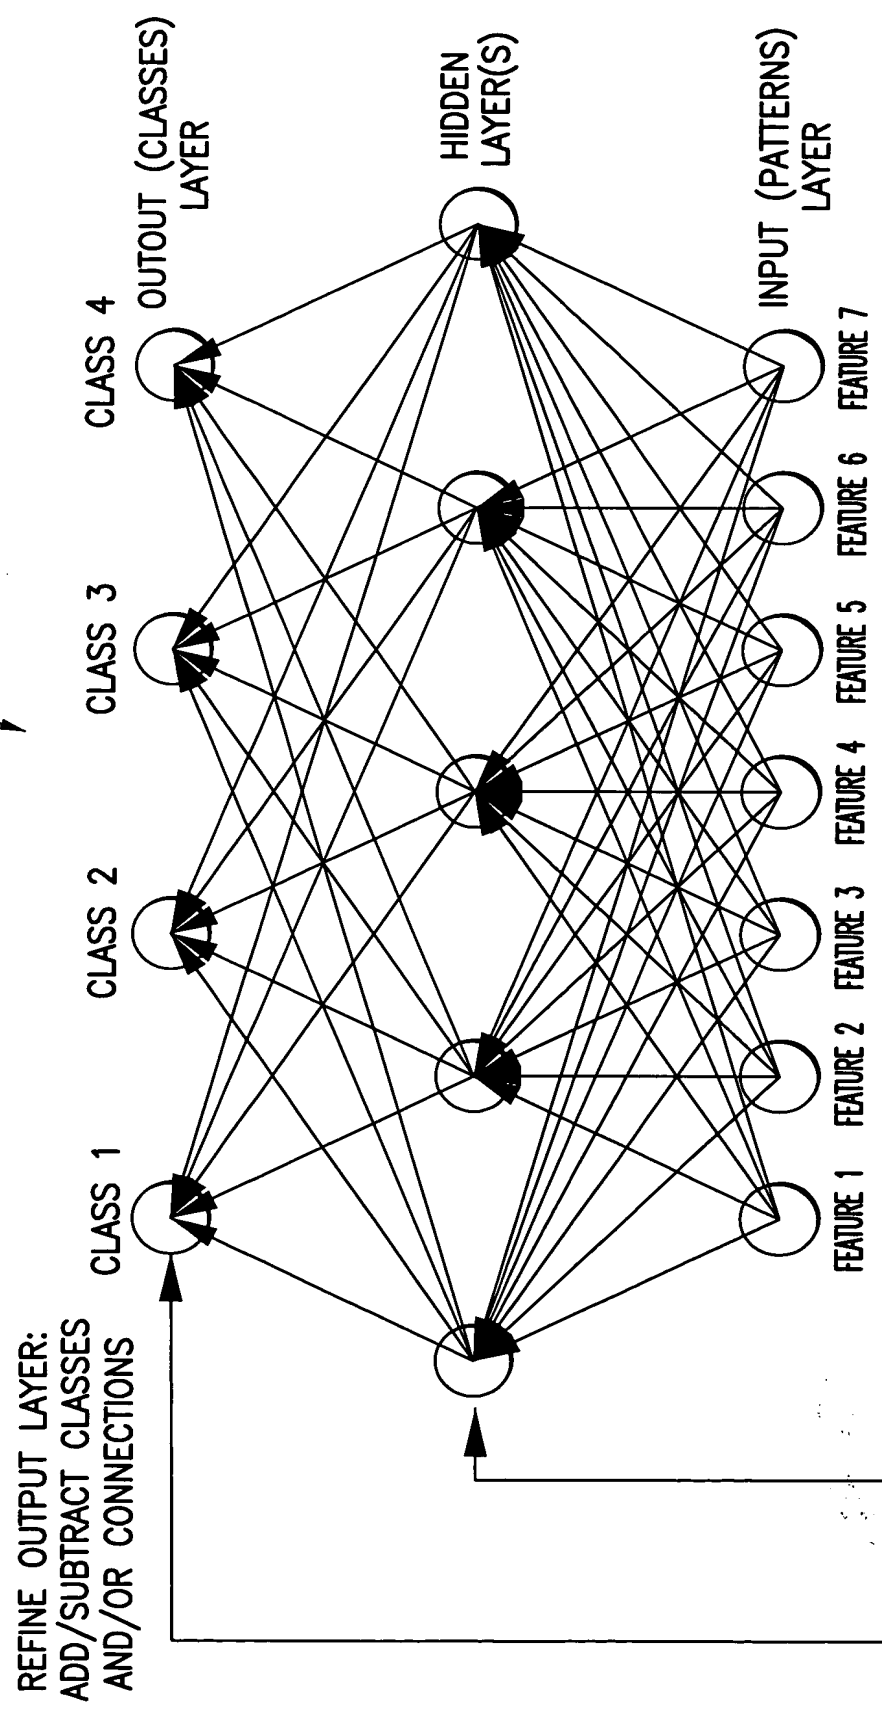 REFINE OUTPUT LAYER:
ADD/SUBTRACT CLASSES
AND/OR CONNECTIONS
CLASS 1
CLASS 2
CLASS 3
CLASS 4
OUTOUT (CLASSES)
LAYER
HIDDEN
LAYER(S)
INPUT (PATTERNS)
LAYER
FEATURE 1
FEATURE 2
FEATURE 3
FEATURE 4
FEATURE 5
FEATURE 6
FEATURE 7